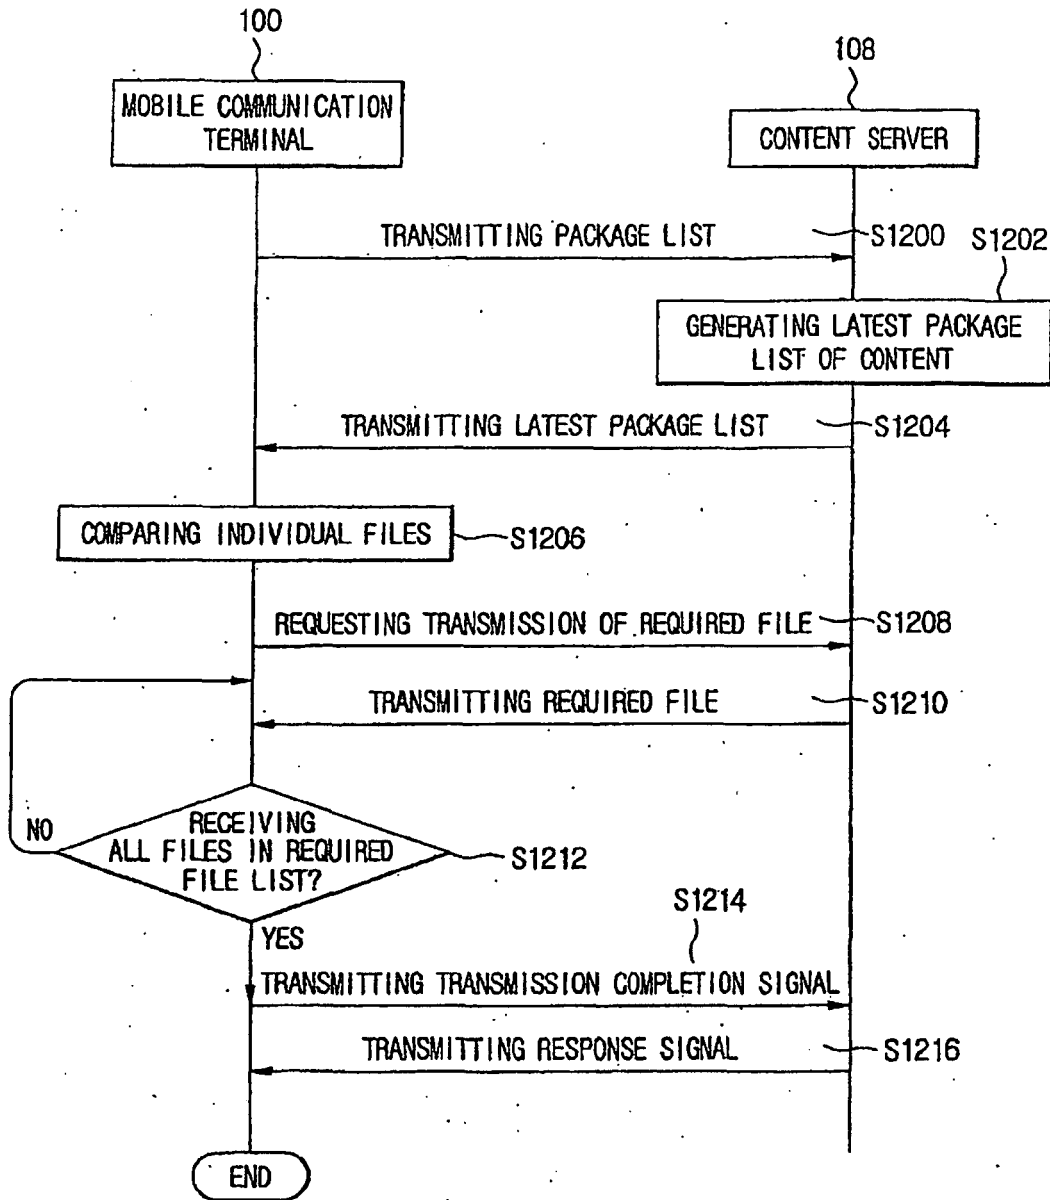 100
108
MOBILE COMMUNICATION
TERMINAL
CONTENT SERVER
TRANSMITTING PACKAGE LIST
S1200
S1202
GENERATING LATEST PACKAGE
LIST OF CONTENT
TRANSMITTING LATEST PACKAGE LIST
S1204
COMPARING INDIVIDUAL FILES
S1206
REQUESTING TRANSMISSION OF REQUIRED FILE
S1208
TRANSMITTING REQUIRED FILE
S1210
NO
RECEIVING
ALL FILES IN REQUIRED
FILE LIST?
S1212
YES
S1214
TRANSMITTING TRANSMISSION COMPLETION SIGNAL
TRANSMITTING RESPONSE SIGNAL
S1216
END